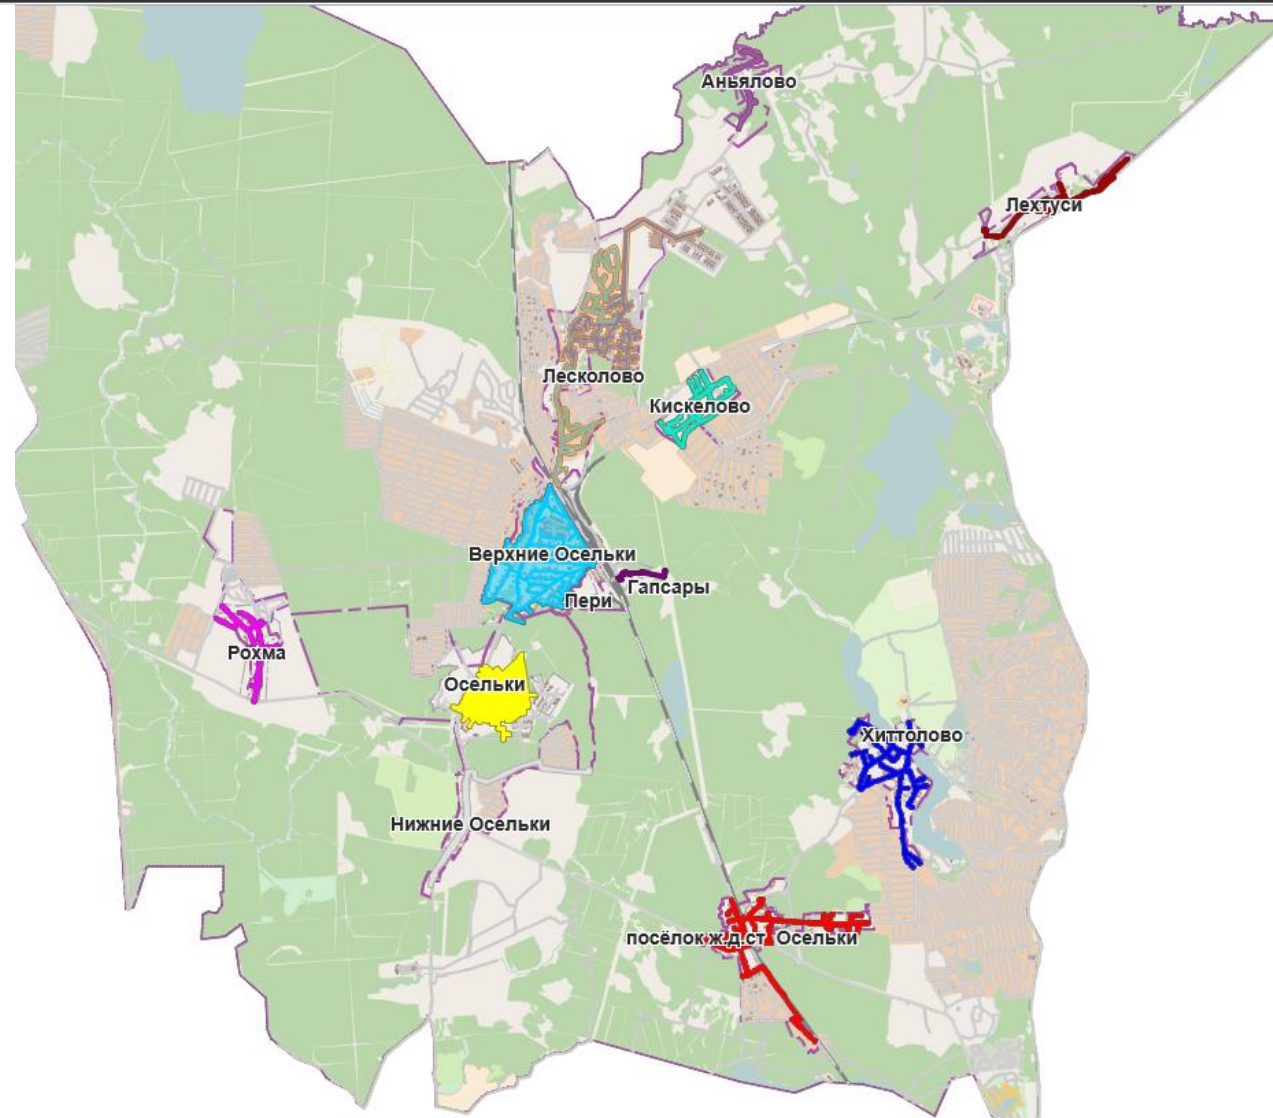 Аньялово
Лехтуси
Лесколово
Кискелово
Верхние Осельки
Гапсары
Пери
Рохма
Осельки
Хиттолово
Нижние Осельки
посёлок ж.д.ст. Осельки